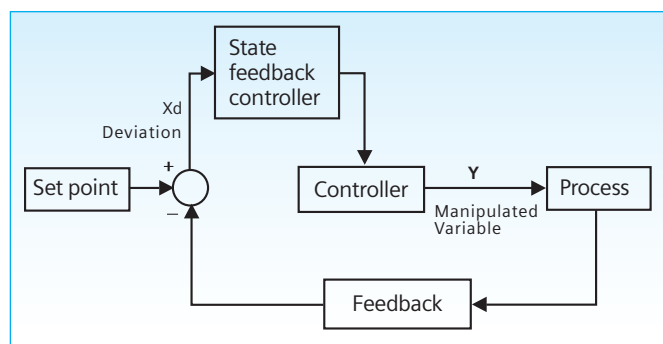 State
feedback
controller
Xd
Deviation
+
Set point
−
Controller
Y
Manipulated
Variable
Process
Feedback